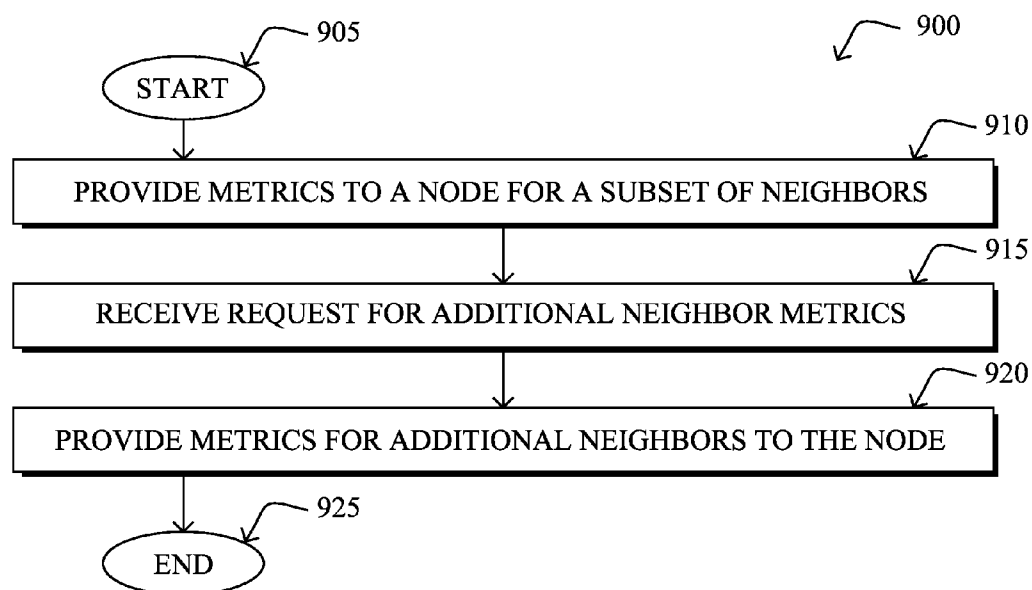 905
900
START
910
PROVIDE METRICS TO A NODE FOR A SUBSET OF NEIGHBORS
915
RECEIVE REQUEST FOR ADDITIONAL NEIGHBOR METRICS
920
PROVIDE METRICS FOR ADDITIONAL NEIGHBORS TO THE NODE
925
END